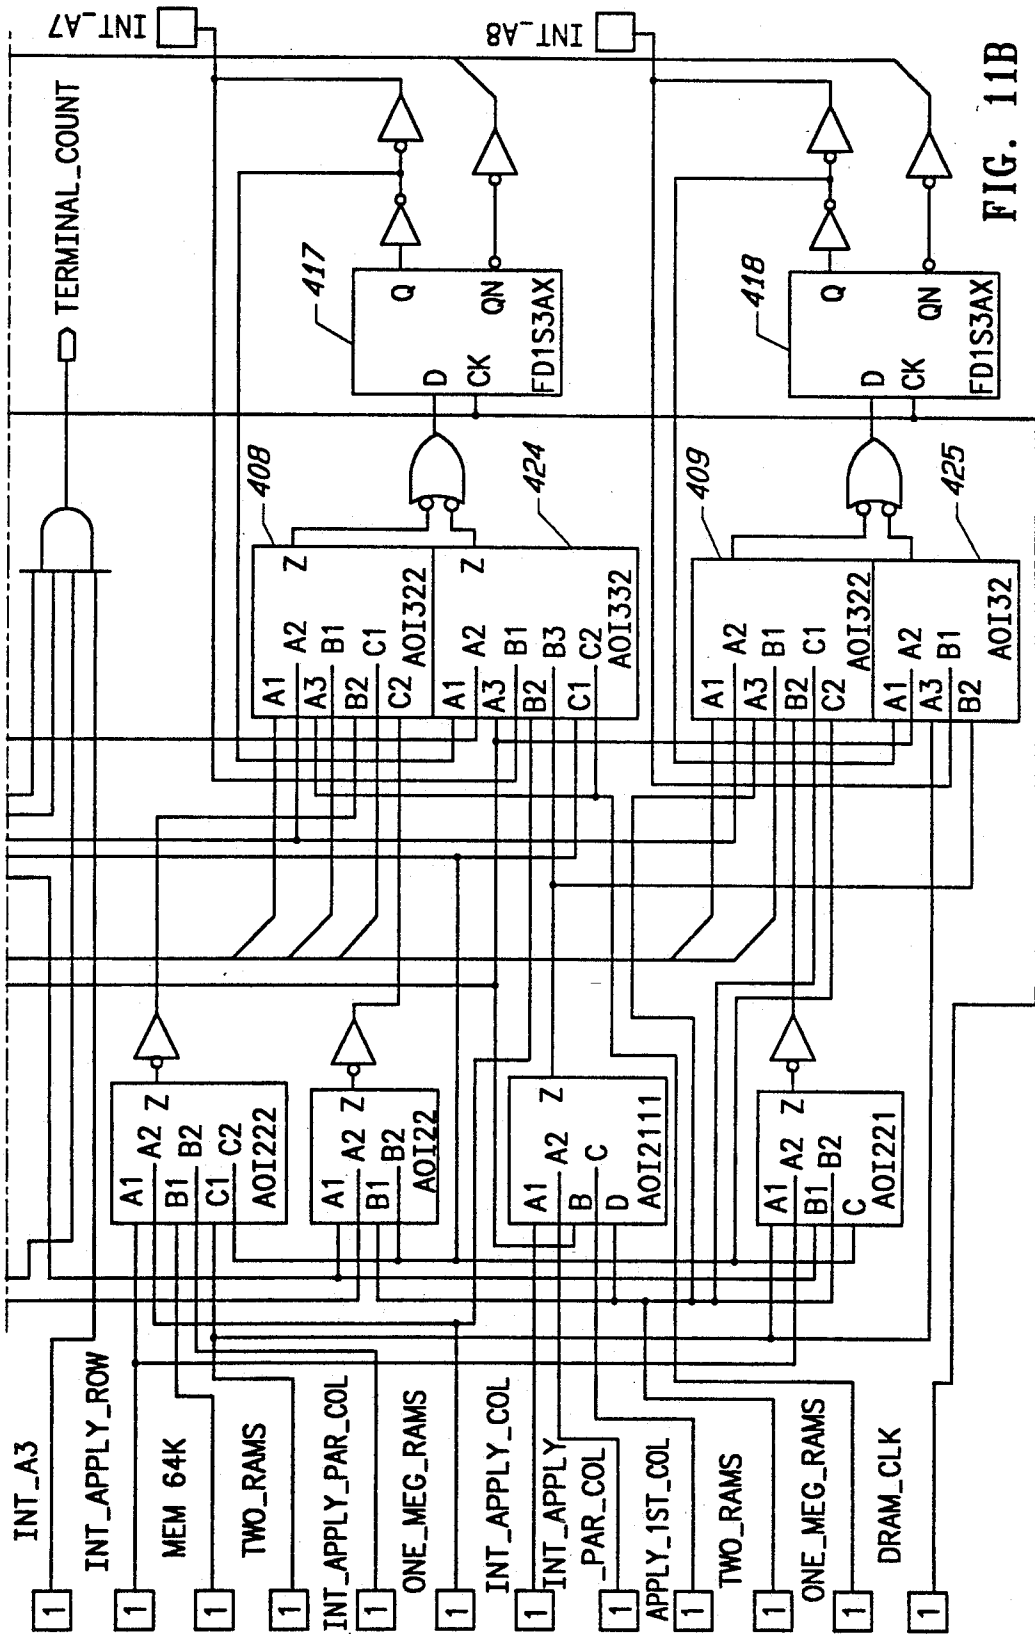 INT_A3
INT_APPLY_ROW
MEM 64K
TWO_RAMS
INT_APPLY_PAR_COL
ONE_MEG_RAMS
INT_APPLY_COL
INT_APPLY
_PAR_COL
APPLY_1ST_COL
TWO_RAMS
ONE_MEG_RAMS
DRAM_CLK
1
1
1
1
1
1
1
1
1
1
1
1
A1
A2
B1
B2
C1
C2
Z
AOI222
A1
A2
B1
B2
Z
AOI22
A1
A2
B
C
D
Z
AOI2111
A1
A2
B1
B2
C
Z
AOI221
A1
A2
A3
B1
B2
C1
C2
Z
AOI322
408
A1
A2
A3
B1
B2
B3
C1
C2
Z
AOI332
424
A1
A2
A3
B1
B2
C1
C2
AOI322
409
A1
A2
A3
B1
B2
AOI32
425
TERMINAL_COUNT
417
D
CK
Q
QN
FD1S3AX
418
D
CK
Q
QN
FD1S3AX
INT_A7
INT_A8
FIG. 11B